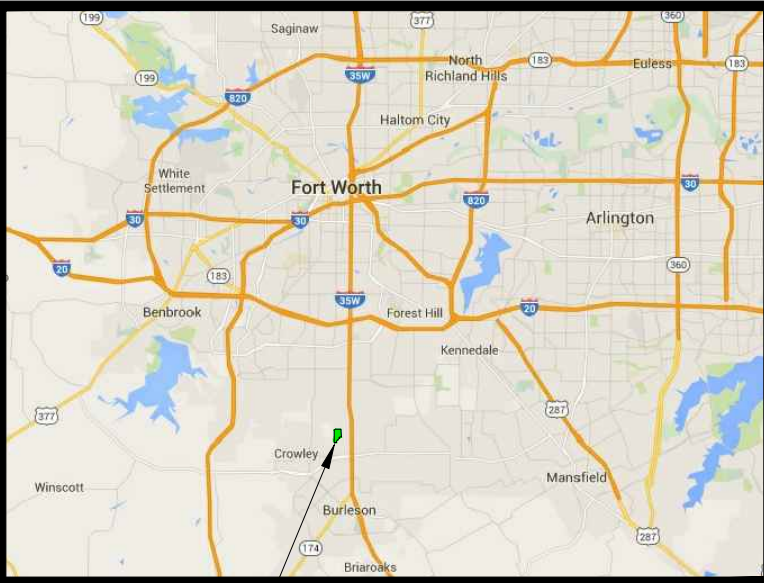 199
377
360
Saginaw
North
Richland Hills
183
Euless
183
35W
199
820
Haltom City
White
Settlement
Fort Worth
30
820
30
30
Arlington
20
183
360
35W
Benbrook
Forest Hill
20
Kennedale
377
287
Crowley
Winscott
Mansfield
Burleson
287
174
Briaroaks